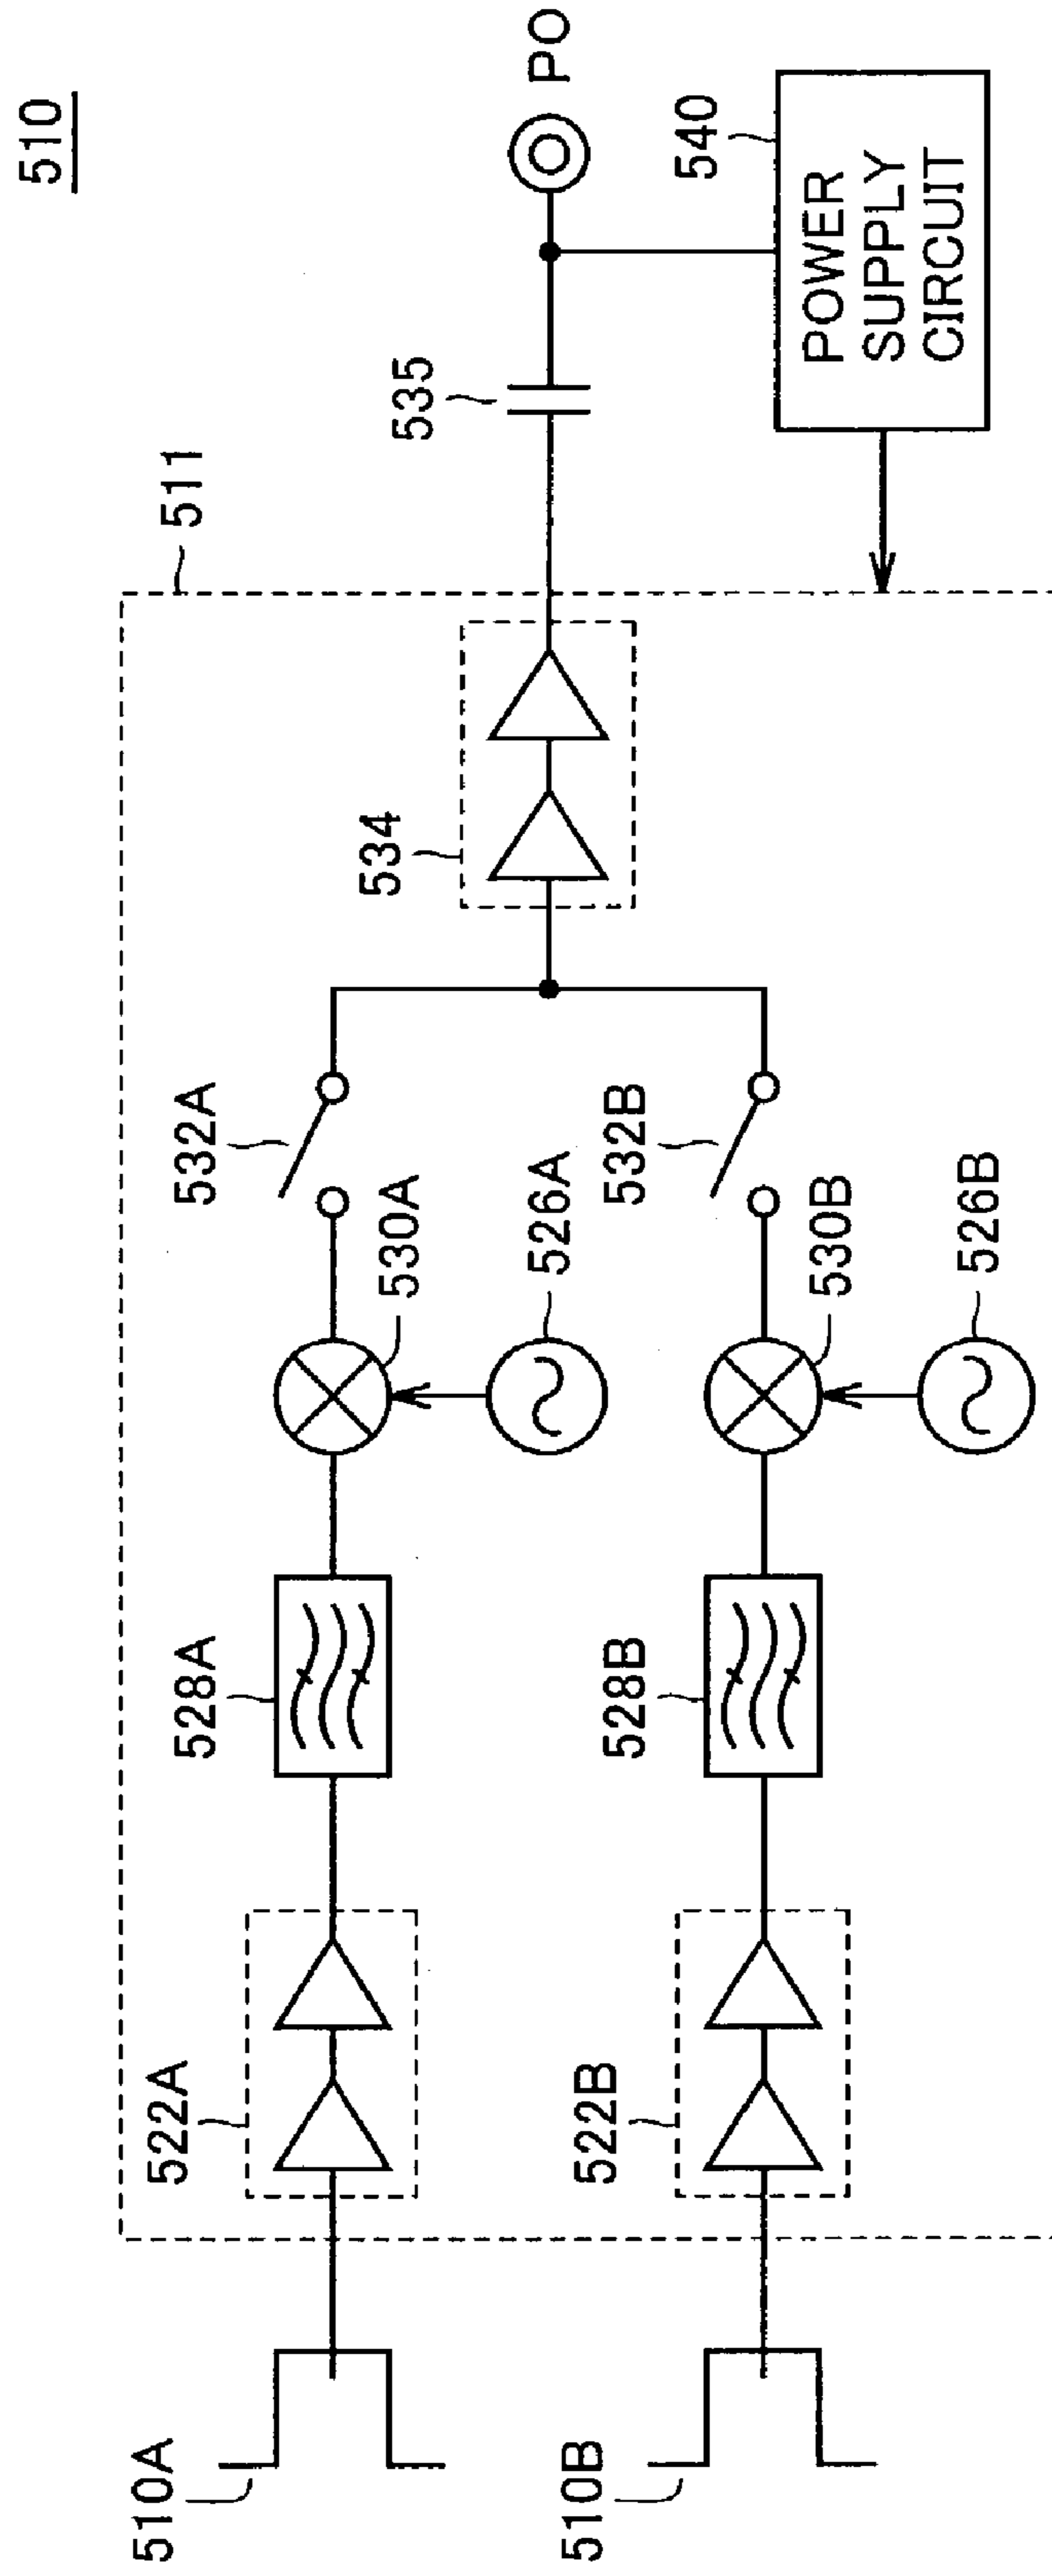 510
511
510A
522A
528A
530A
526A
532A
534
535
PO
510B
522B
528B
530B
526B
532B
540
POWER
SUPPLY
CIRCUIT